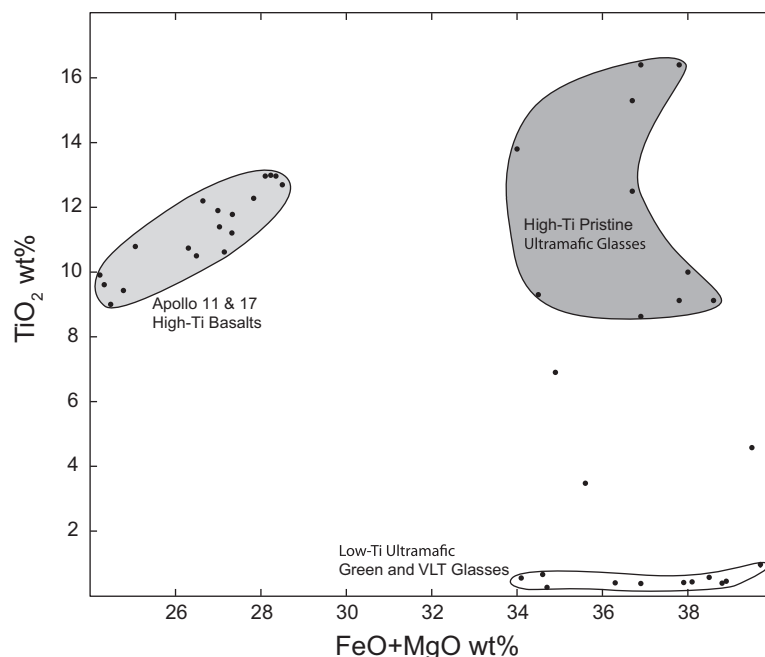 16
14
12
10
8
6
4
2
TiO₂ wt%
High-Ti Pristine
Ultramafic Glasses
Apollo 11 & 17
High-Ti Basalts
Low-Ti Ultramafic
Green and VLT Glasses
26 28 30 32 34 36 38
FeO+MgO wt%